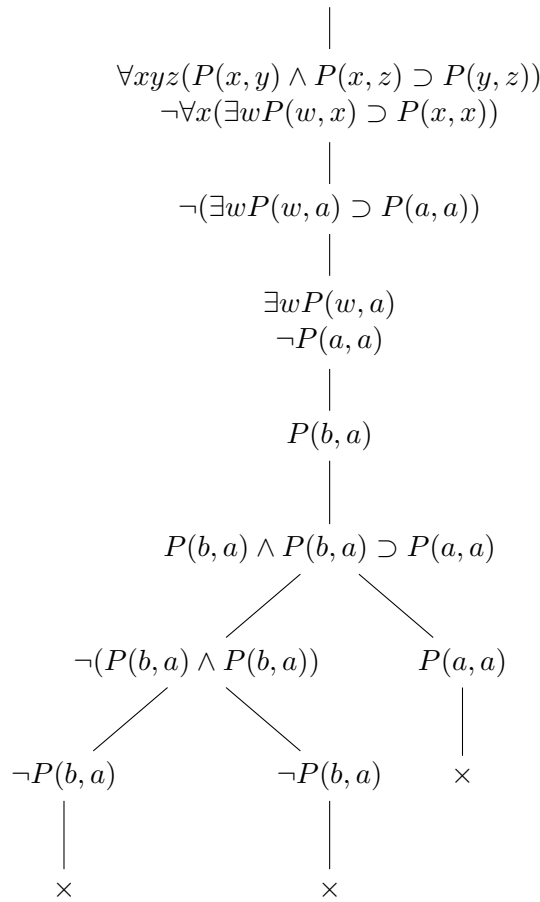 ∀xyz(P(x, y) ∧ P(x, z) ⊃ P(y, z))
¬∀x(∃wP(w, x) ⊃ P(x, x))
¬(∃wP(w, a) ⊃ P(a, a))
∃wP(w, a)
¬P(a, a)
P(b, a)
P(b, a) ∧ P(b, a) ⊃ P(a, a)
¬(P(b, a) ∧ P(b, a)) P(a, a)
¬P(b, a) ¬P(b, a) ×
× ×